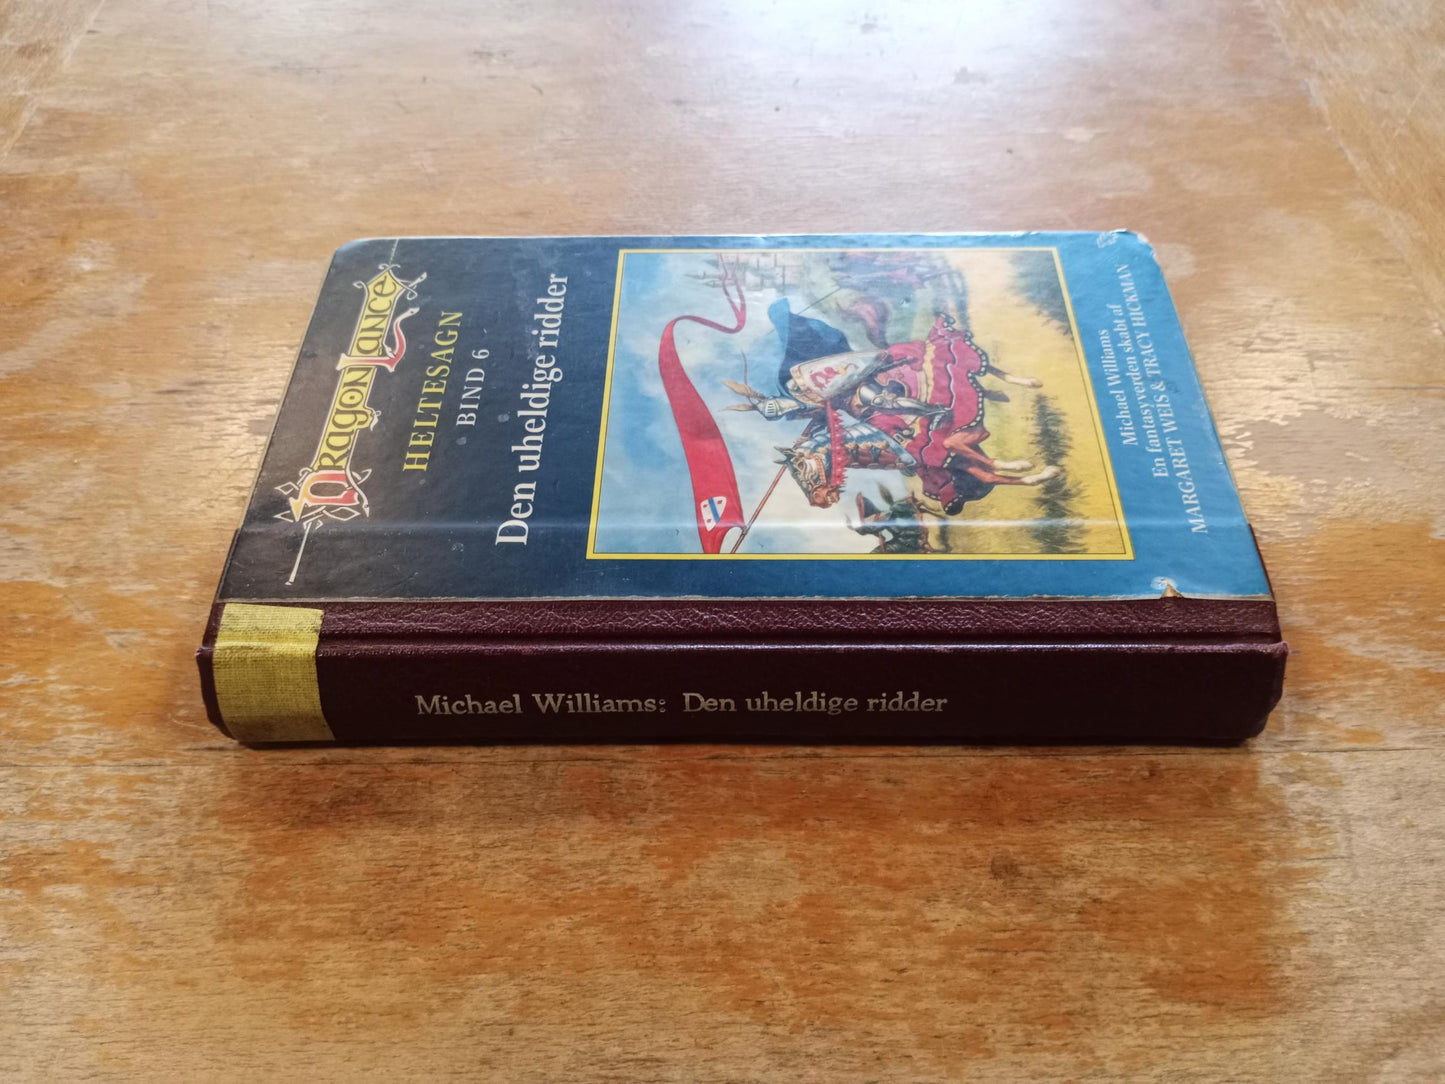 DRAGONLANCE
HELTESAGN
BIND 6
Den uheldige ridder
Michael Williams
En fantasyverden skabt af
MARGARET WEIS & TRACY HICKMAN
Michael Williams: Den uheldige ridder